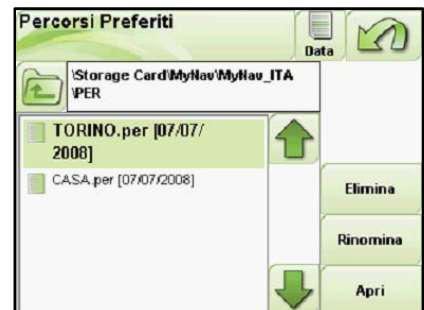 Percorsi Preferiti
Data
\Storage Card\MyNav\MyNav_ITA
\PER
TORINO.per [07/07/
2008]
CASA.per [07/07/2008]
Elimina
Rinomina
Apri